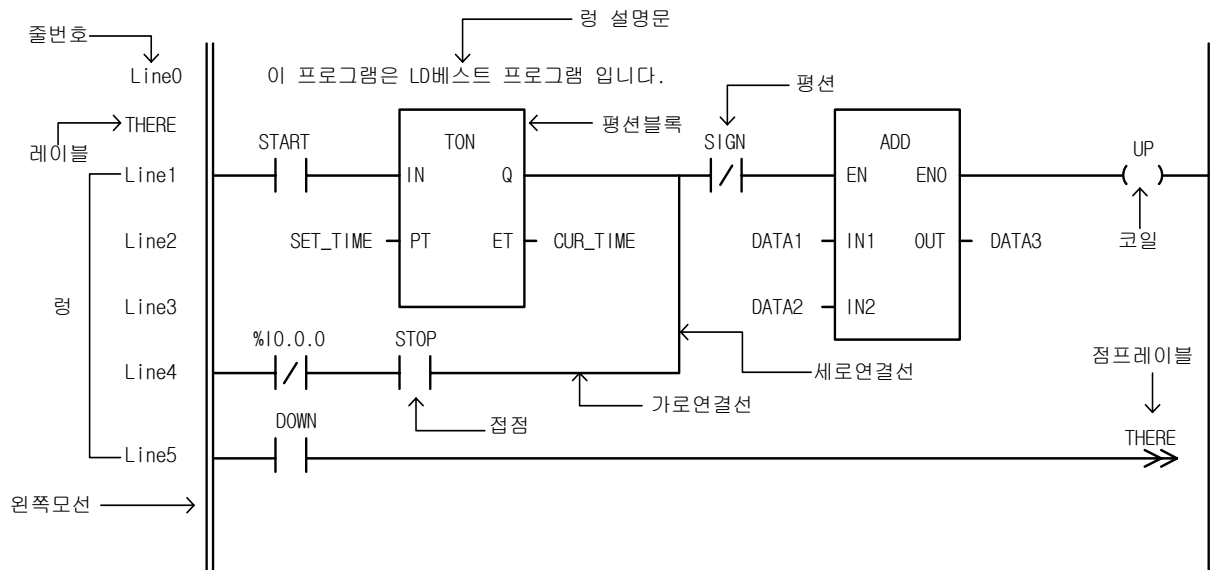 렁 설명문
줄번호
Line0 이 프로그램은 LD베스트 프로그램 입니다.
평션
THERE
평션블록
레이블
START
TON
SIGN
ADD
UP
Line1
IN
Q
EN
ENO
Line2
SET_TIME
PT
ET
CUR_TIME
DATA1
IN1
OUT
DATA3
코일
렁
Line3
DATA2
IN2
%I0.0.0
STOP
점프레이블
Line4
세로연결선
가로연결선
DOWN
접점
THERE
Line5
왼쪽모선